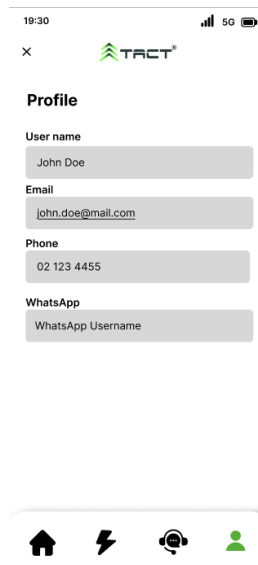 19:30
5G
TACT®
Profile
User name
John Doe
Email
john.doe@mail.com
Phone
02 123 4455
WhatsApp
WhatsApp Username